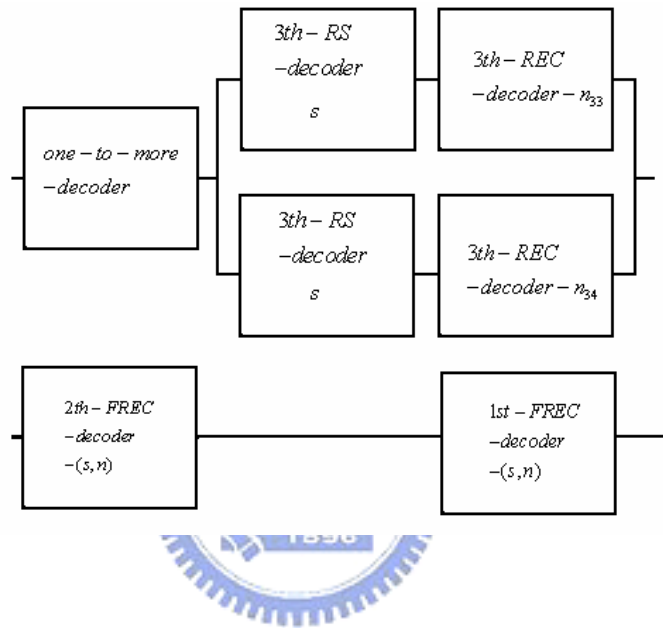 one-to-more
-decoder
3th-RS
-decoder
s
3th-REC
-decoder-n33
3th-RS
-decoder
s
3th-REC
-decoder-n34
2th-FREC
-decoder
-(s,n)
1st-FREC
-decoder
-(s,n)
1896